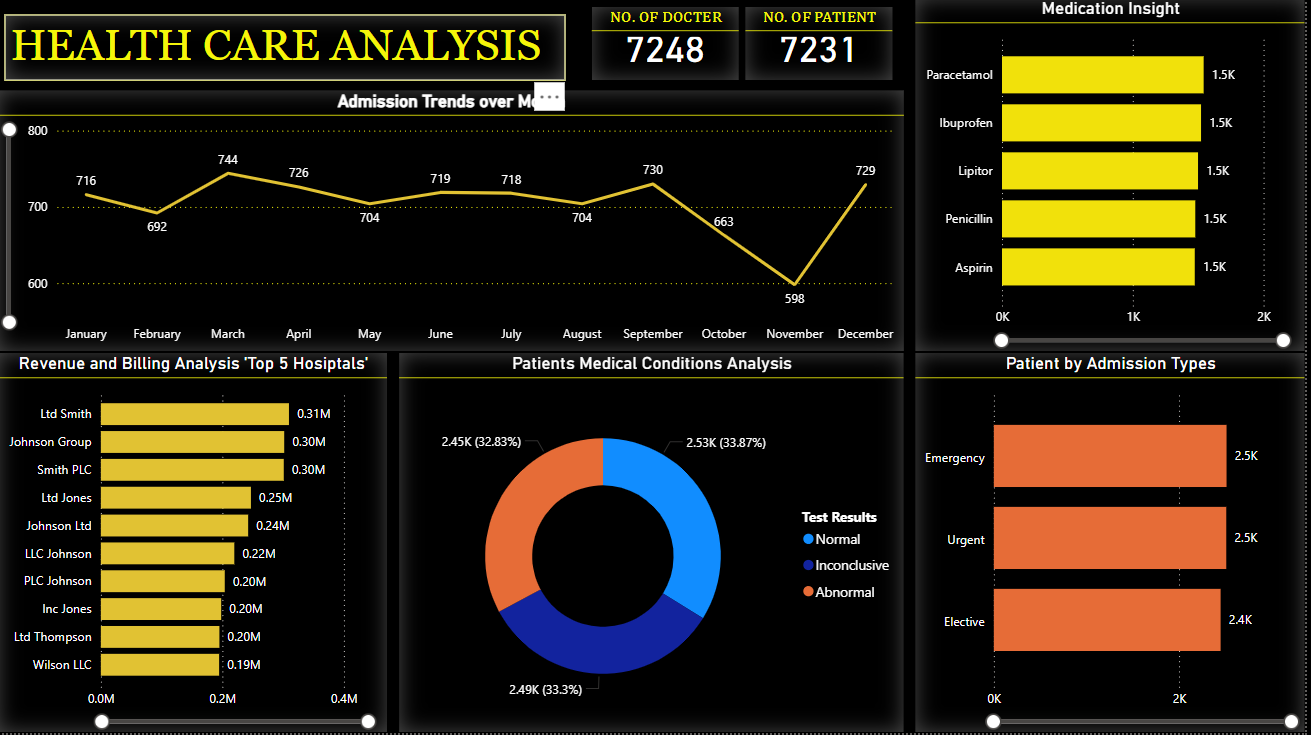 HEALTH CARE ANALYSIS
NO. OF DOCTER
7248
NO. OF PATIENT
7231
Admission Trends over Mo
800
700
600
716
692
744
726
704
719
718
704
730
663
598
729
January
February
March
April
May
June
July
August
September
October
November
December
Medication Insight
Paracetamol
1.5K
Ibuprofen
1.5K
Lipitor
1.5K
Penicillin
1.5K
Aspirin
1.5K
0K
1K
2K
Revenue and Billing Analysis 'Top 5 Hosiptals'
Ltd Smith
0.31M
Johnson Group
0.30M
Smith PLC
0.30M
Ltd Jones
0.25M
Johnson Ltd
0.24M
LLC Johnson
0.22M
PLC Johnson
0.20M
Inc Jones
0.20M
Ltd Thompson
0.20M
Wilson LLC
0.19M
0.0M
0.2M
0.4M
Patients Medical Conditions Analysis
2.45K (32.83%)
2.53K (33.87%)
2.49K (33.3%)
Test Results
Normal
Inconclusive
Abnormal
Patient by Admission Types
Emergency
2.5K
Urgent
2.5K
Elective
2.4K
0K
2K